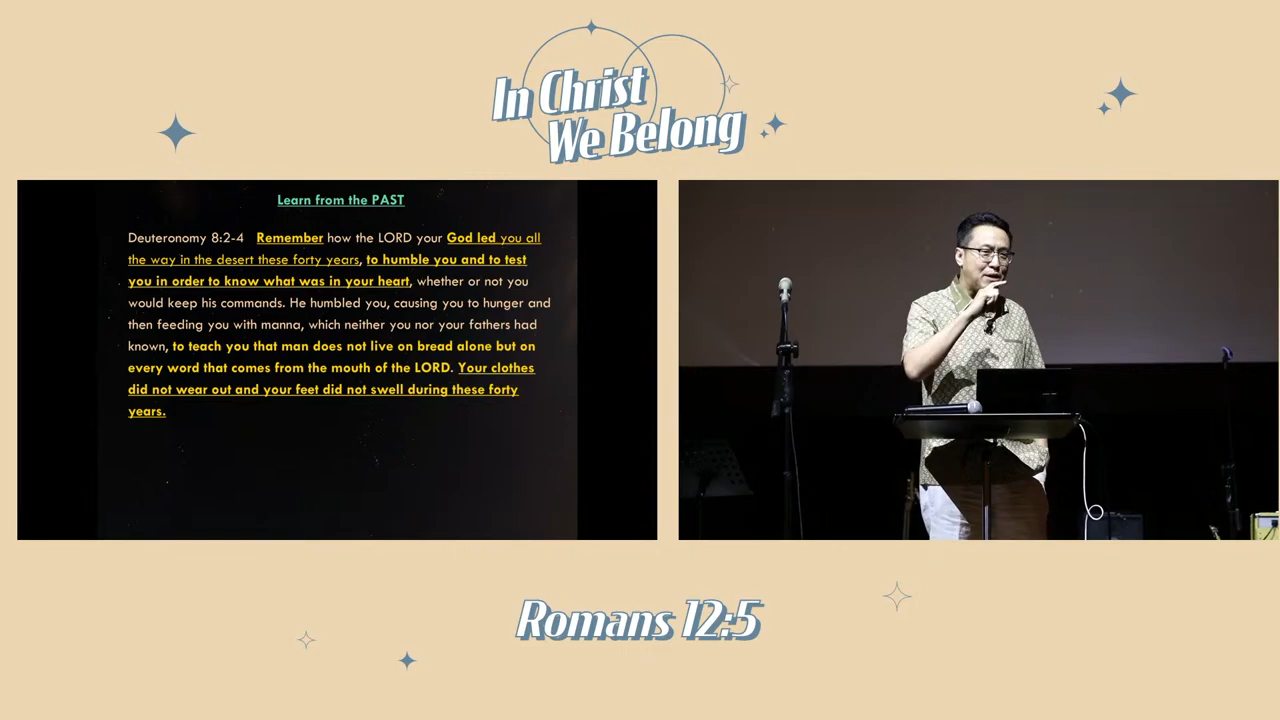 In Christ
We Belong
Learn from the PAST
Deuteronomy 8:2-4 Remember how the LORD your God led you all
the way in the desert these forty years, to humble you and to test
you in order to know what was in your heart, whether or not you
would keep his commands. He humbled you, causing you to hunger and
then feeding you with manna, which neither you nor your fathers had
known, to teach you that man does not live on bread alone but on
every word that comes from the mouth of the LORD. Your clothes
did not wear out and your feet did not swell during these forty
years.
Romans 12:5